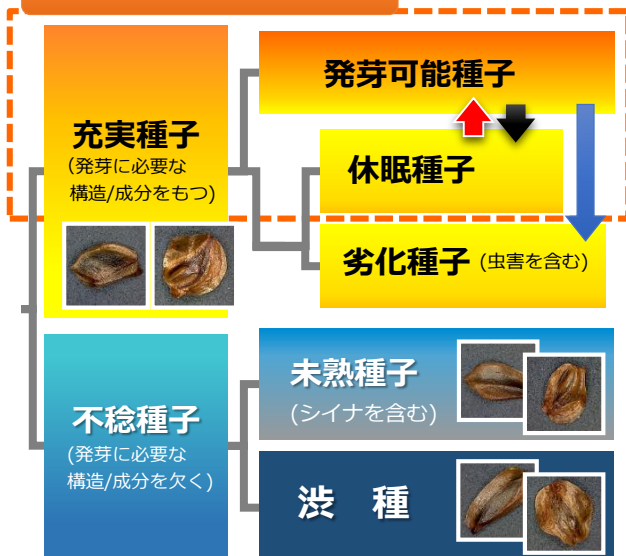 発芽可能種子
充実種子
(発芽に必要な
構造/成分をもつ)
休眠種子
劣化種子 (虫害を含む)
未熟種子
(シイナを含む)
不稔種子
(発芽に必要な
構造/成分を欠く)
渋 種